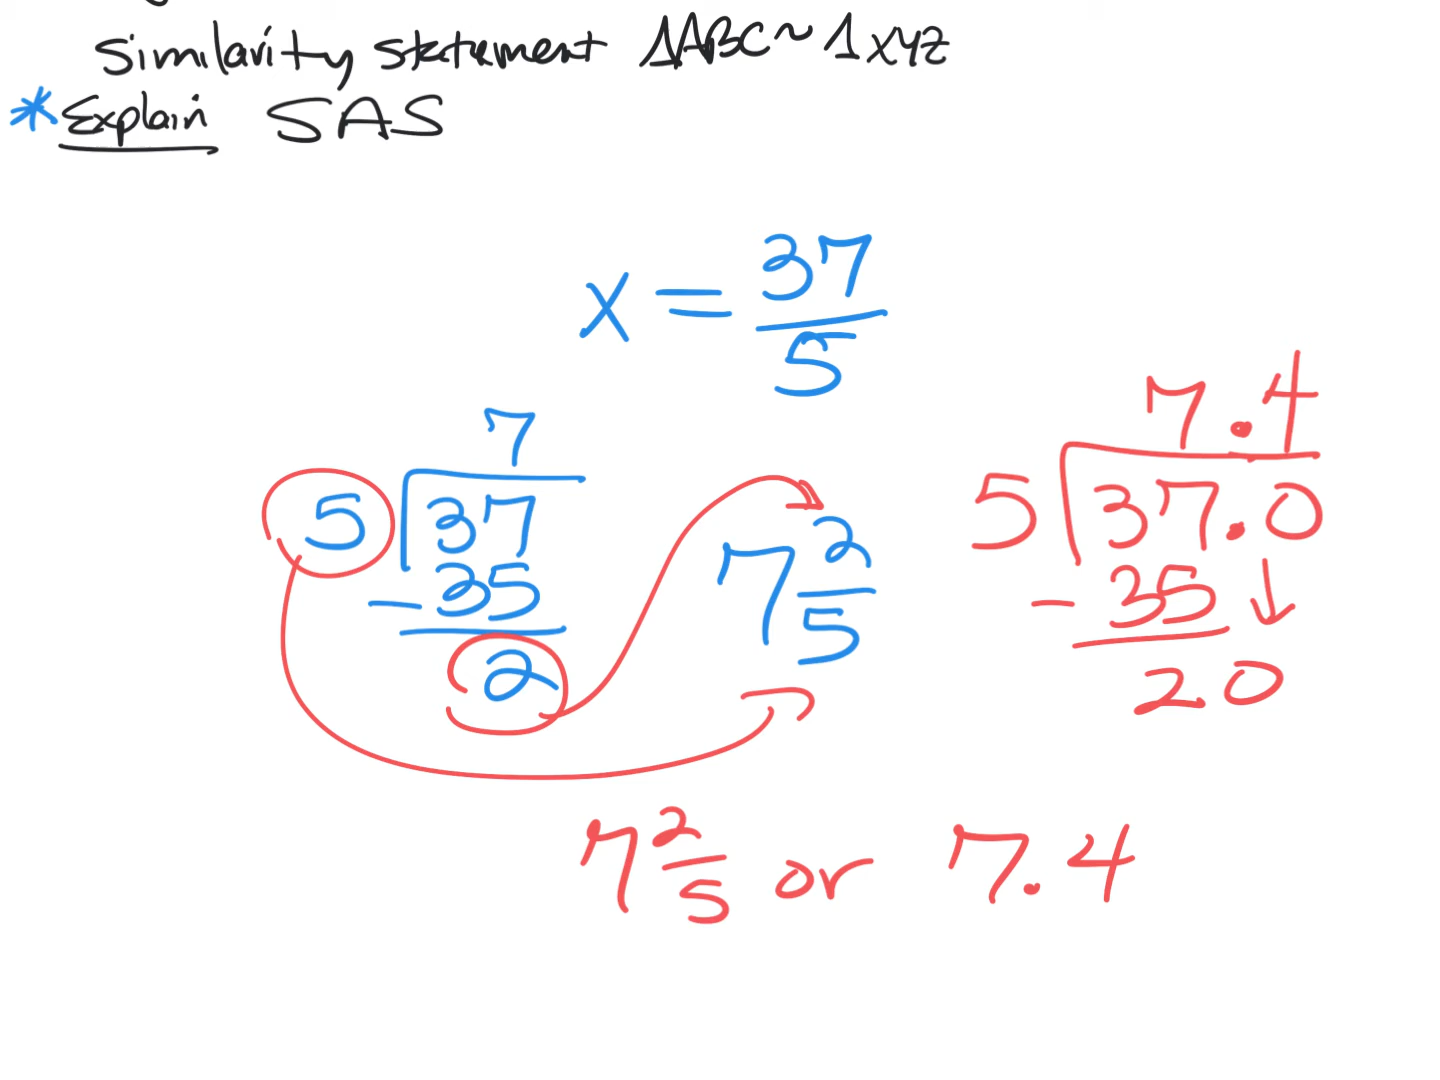 Similarity statement ΔABC ~ ΔXYZ
* Explain SAS
x = 37/5
7
5 37
- 35
2
7 2/5
7.4
5 37.0
- 35
20
7 2/5 or 7.4